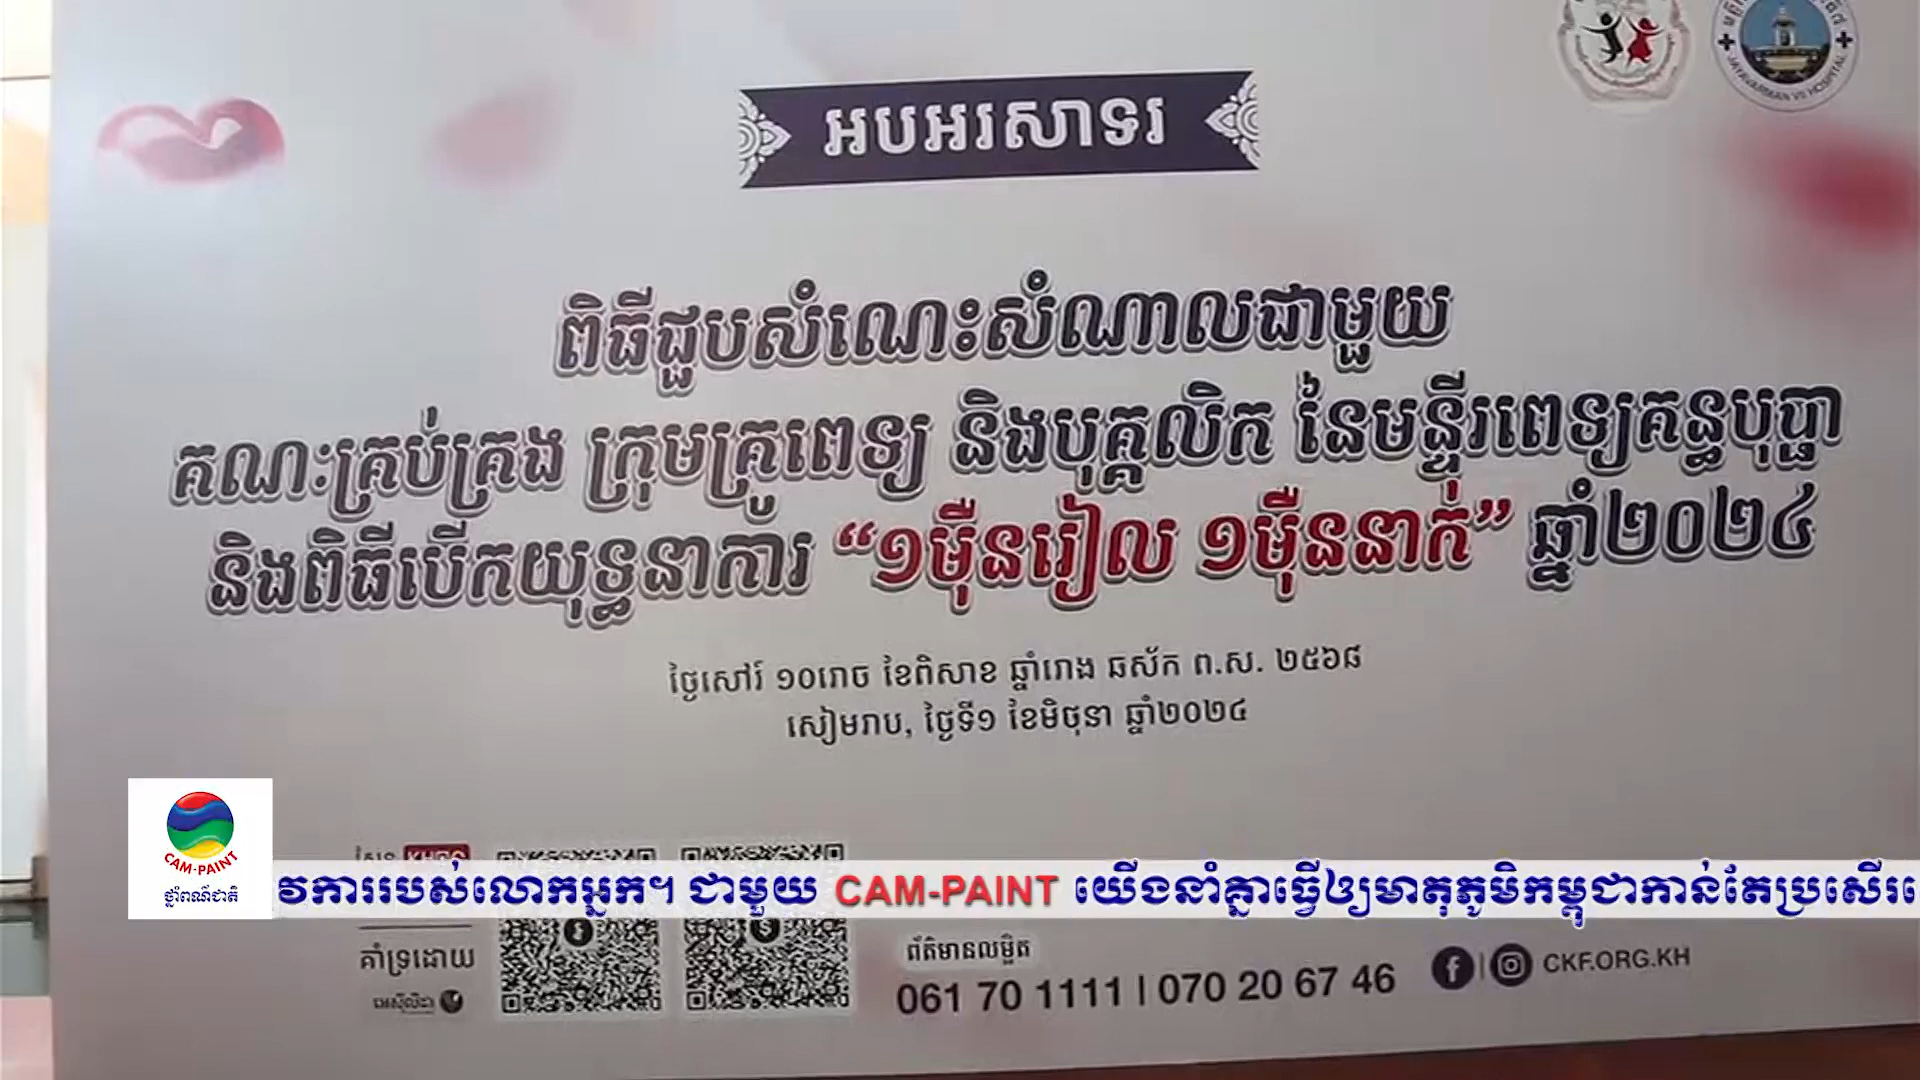 JAYAVARMAN VII HOSPITAL
អបអរសាទរ
ពិធីជួបសំណេះសំណាលជាមួយ
គណៈគ្រប់គ្រង ក្រុមគ្រូពេទ្យ និងបុគ្គលិក នៃមន្ទីរពេទ្យគន្ធបុប្ផា
និងពិធីបើកយុទ្ធនាការ “១ម៉ឺនរៀល ១ម៉ឺននាក់” ឆ្នាំ២០២៤
ថ្ងៃសៅរ៍ ១០រោច ខែពិសាខ ឆ្នាំរោង ឆស័ក ព.ស. ២៥៦៨
សៀមរាប, ថ្ងៃទី១ ខែមិថុនា ឆ្នាំ២០២៤
CAM-PAINT
ថ្នាំពណ៌ជាតិ
វការរបស់លោកអ្នក។ ជាមួយ CAM-PAINT យើងនាំគ្នាធ្វើឲ្យមាតុភូមិកម្ពុជាកាន់តែប្រសើរ
គាំទ្រដោយ
ព័ត៌មានលម្អិត
061 70 1111 | 070 20 67 46
CKF.ORG.KH